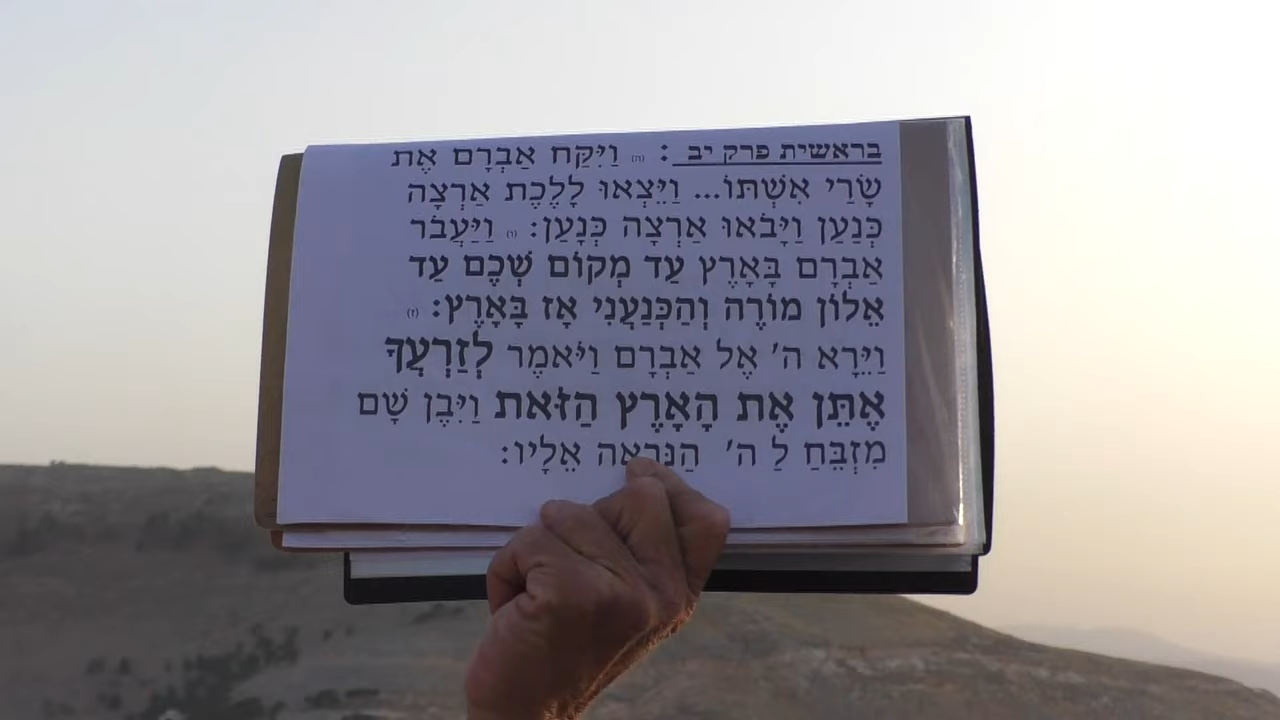 בראשית פרק יב : (ה) וַיִּקַּח אַבְרָם אֶת
שָׂרַי אִשְׁתּוֹ... וַיֵּצְאוּ לָלֶכֶת אַרְצָה
כְּנַעַן וַיָּבֹאוּ אַרְצָה כְּנָעַן: (ו) וַיַּעֲבֹר
אַבְרָם בָּאָרֶץ עַד מְקוֹם שְׁכֶם עַד
אֵלוֹן מוֹרֶה וְהַכְּנַעֲנִי אָז בָּאָרֶץ: (ז)
וַיֵּרָא ה' אֶל אַבְרָם וַיֹּאמֶר לְזַרְעֲךָ
אֶתֵּן אֶת הָאָרֶץ הַזֹּאת וַיִּבֶן שָׁם
מִזְבֵּחַ לַ ה' הַנִּרְאֶה אֵלָיו: